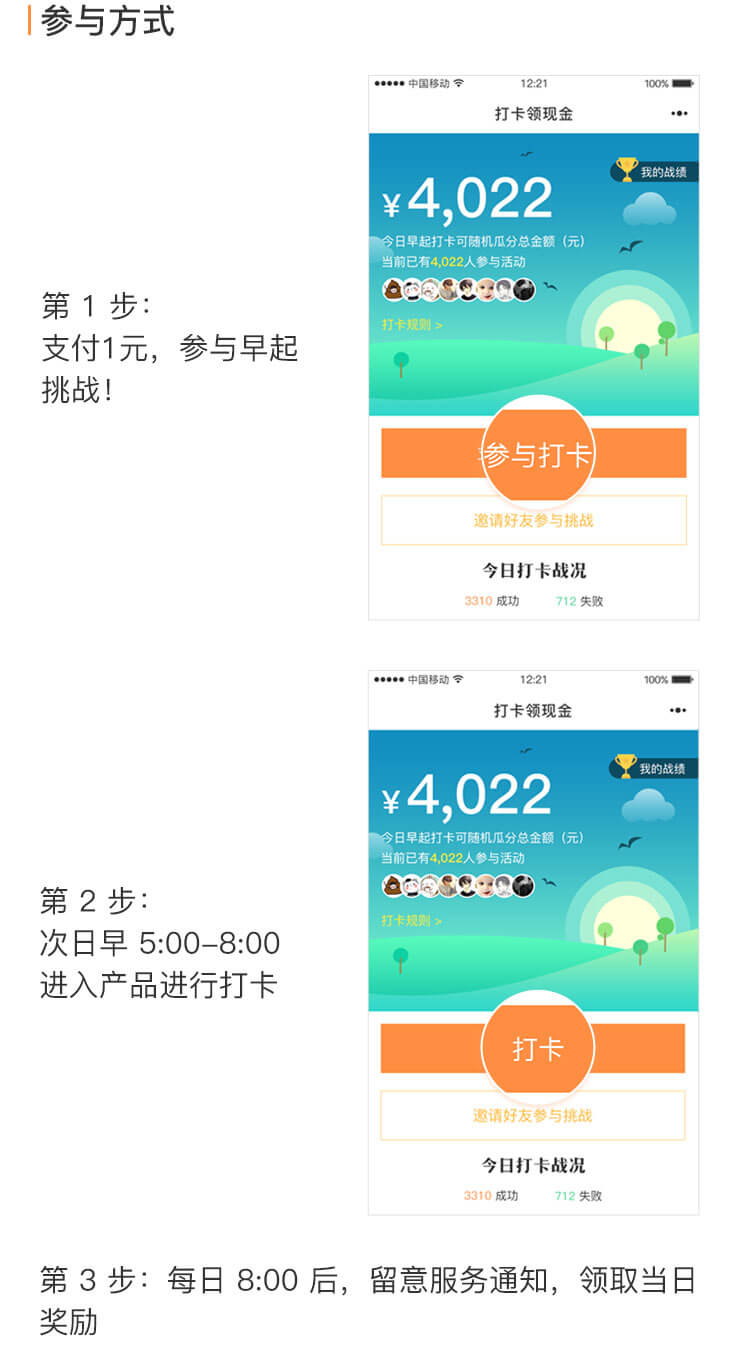 参与方式
中国移动 12:21 100%
打卡领现金
我的战绩
¥4,022
今日早起打卡可随机瓜分总金额（元）
当前已有4,022人参与活动
打卡规则 >
第 1 步：
支付1元，参与早起
挑战！
参与打卡
邀请好友参与挑战
今日打卡战况
3310 成功 712 失败
中国移动 12:21 100%
打卡领现金
我的战绩
¥4,022
今日早起打卡可随机瓜分总金额（元）
当前已有4,022人参与活动
打卡规则 >
第 2 步：
次日早 5:00-8:00
进入产品进行打卡
打卡
邀请好友参与挑战
今日打卡战况
3310 成功 712 失败
第 3 步：每日 8:00 后，留意服务通知，领取当日
奖励